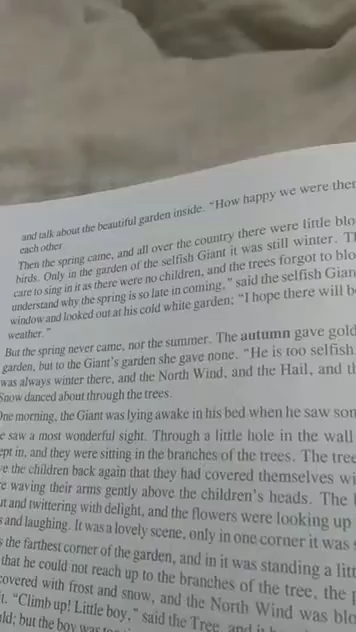 and talk about the beautiful garden inside. "How happy we were
each other
Then the spring came, and all over the country there were little
birds. Only in the garden of the selfish Giant it was still winter.
care to sing in it as there were no children, and the trees forgot to
understand why the spring is so late in coming," said the selfish
window and looked out at his cold white garden; "I hope there will
weather."
But the spring never came, nor the summer. The autumn gave
garden, but to the Giant's garden she gave none. "He is too selfish
was always winter there, and the North Wind, and the Hail, and
Snow danced about through the trees.
One morning, the Giant was lying awake in his bed when he saw
saw a most wonderful sight. Through a little hole in the wall
ept in, and they were sitting in the branches of the trees. The
the children back again that they had covered themselves
waving their arms gently above the children's heads. The
and twittering with delight, and the flowers were looking up
and laughing. It was a lovely scene, only in one corner it was
the farthest corner of the garden, and in it was standing a
that he could not reach up to the branches of the tree, the
covered with frost and snow, and the North Wind was
"Climb up! Little boy," said the Tree, and
but the boy was